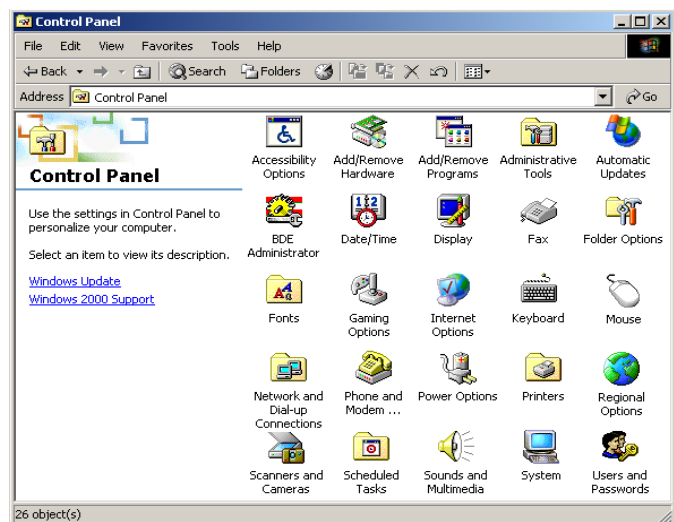 Control Panel
File Edit View Favorites Tools Help
Back Search Folders
Address Control Panel Go
Control Panel
Use the settings in Control Panel to
personalize your computer.
Select an item to view its description.
Windows Update
Windows 2000 Support
Accessibility
Options
Add/Remove
Hardware
Add/Remove
Programs
Administrative
Tools
Automatic
Updates
BDE
Administrator
Date/Time
Display
Fax
Folder Options
Fonts
Gaming
Options
Internet
Options
Keyboard
Mouse
Network and
Dial-up
Connections
Phone and
Modem ...
Power Options
Printers
Regional
Options
Scanners and
Cameras
Scheduled
Tasks
Sounds and
Multimedia
System
Users and
Passwords
26 object(s)